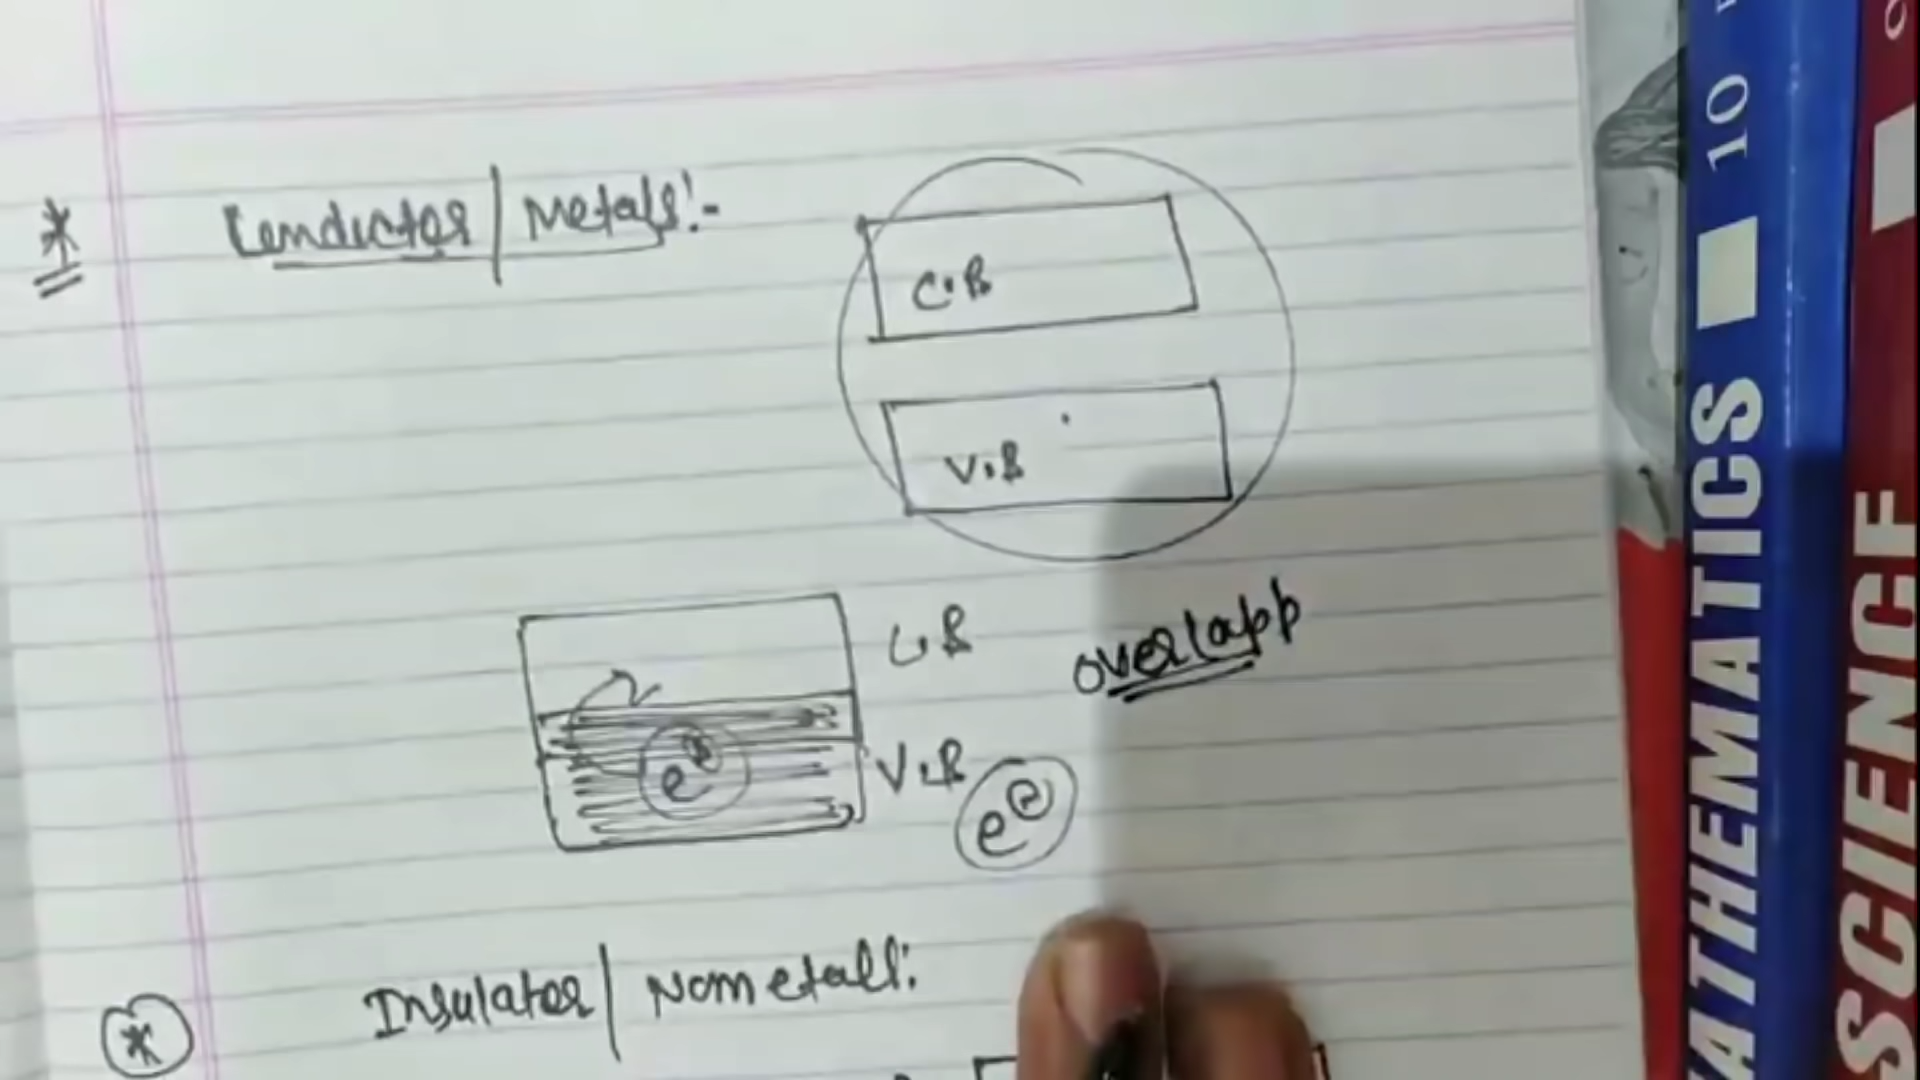 * Conductor | Metals:-
C.B
V.B
C.B
overlapp
e
V.B
e
* Insulator | Nometall:
10
MATHEMATICS
SCIENCE